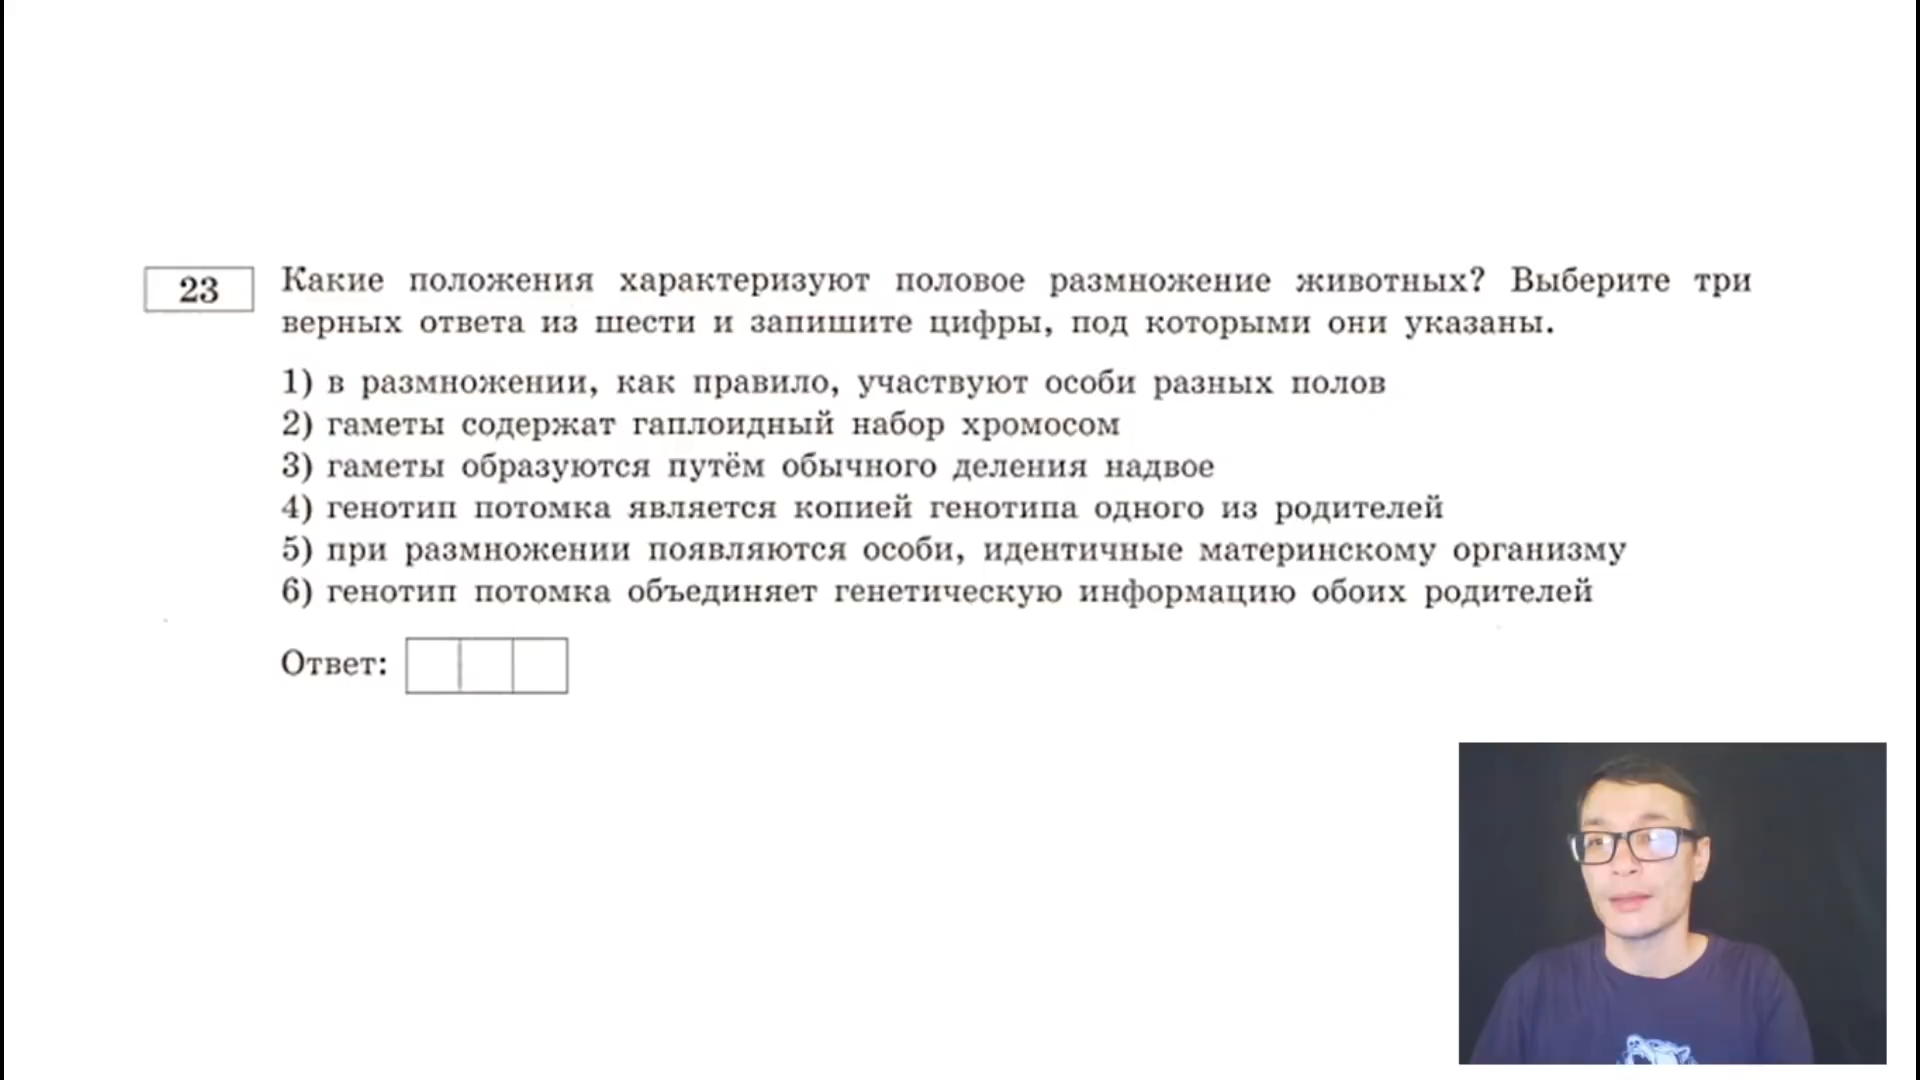 23
Какие положения характеризуют половое размножение животных? Выберите три
верных ответа из шести и запишите цифры, под которыми они указаны.
1) в размножении, как правило, участвуют особи разных полов
2) гаметы содержат гаплоидный набор хромосом
3) гаметы образуются путём обычного деления надвое
4) генотип потомка является копией генотипа одного из родителей
5) при размножении появляются особи, идентичные материнскому организму
6) генотип потомка объединяет генетическую информацию обоих родителей
Ответ: